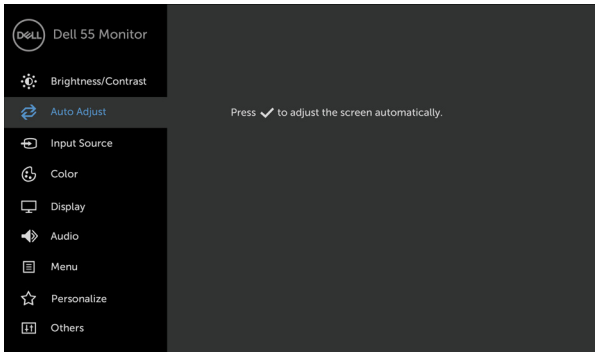 DELL Dell 55 Monitor
Brightness/Contrast
Auto Adjust
Press ✓ to adjust the screen automatically.
Input Source
Color
Display
Audio
Menu
Personalize
Others